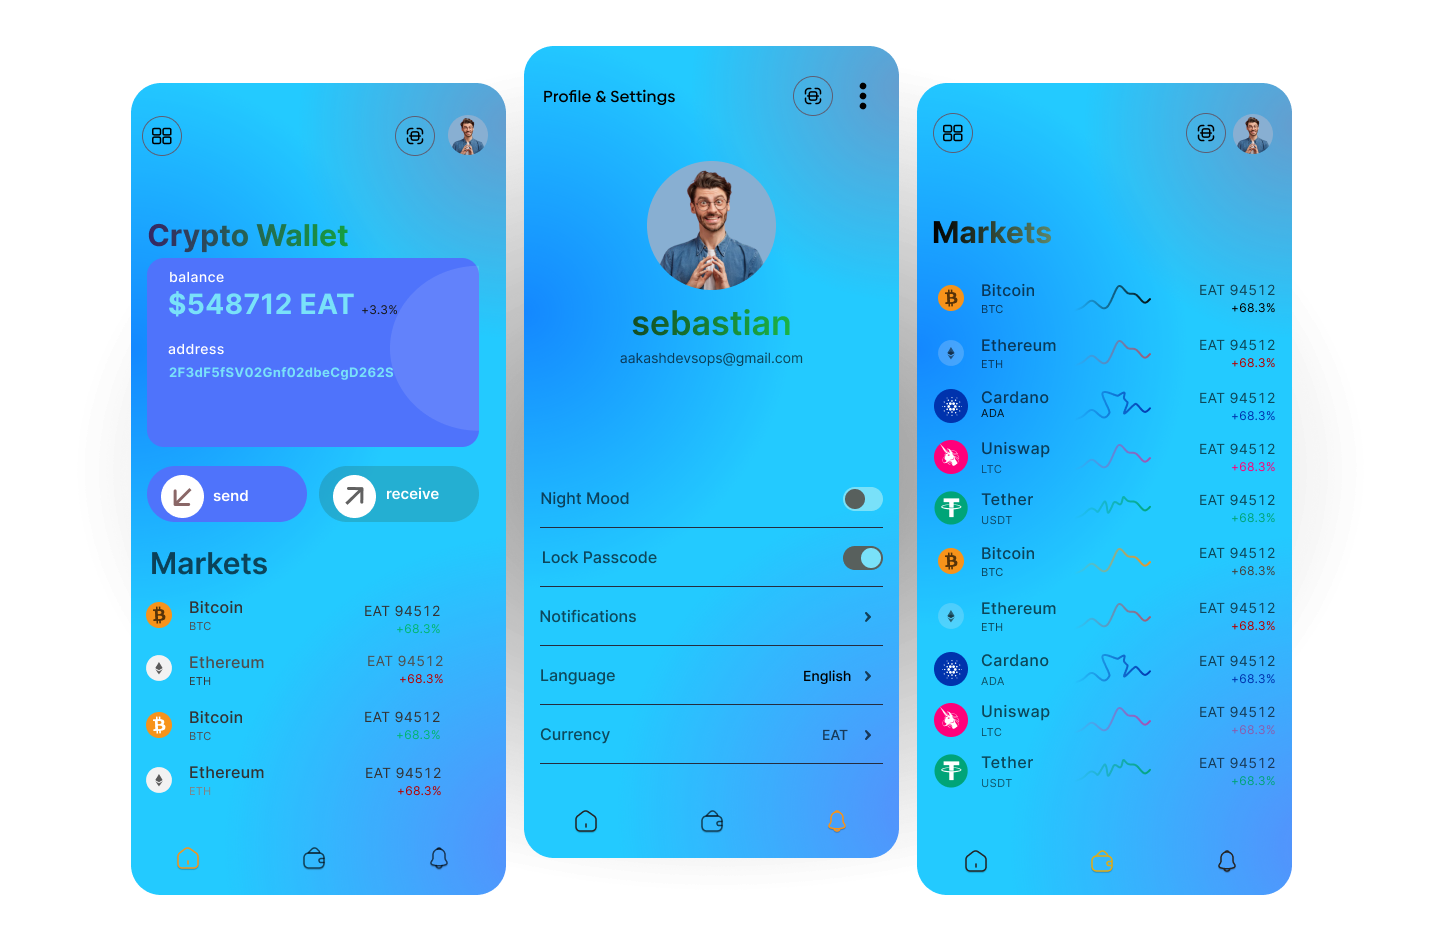 Crypto Wallet
balance
$548712 EAT +3.3%
address
2F3dF5fSV02Gnf02dbeCgD262S
send
receive
Markets
Bitcoin
EAT 94512
BTC
+68.3%
Ethereum
EAT 94512
ETH
+68.3%
Bitcoin
EAT 94512
BTC
+68.3%
Ethereum
EAT 94512
ETH
+68.3%
Profile & Settings
sebastian
aakashdevsops@gmail.com
Night Mood
Lock Passcode
Notifications
Language
English
Currency
EAT
Markets
Bitcoin
EAT 94512
BTC
+68.3%
Ethereum
EAT 94512
ETH
+68.3%
Cardano
EAT 94512
ADA
+68.3%
Uniswap
EAT 94512
LTC
+68.3%
Tether
EAT 94512
USDT
+68.3%
Bitcoin
EAT 94512
BTC
+68.3%
Ethereum
EAT 94512
ETH
+68.3%
Cardano
EAT 94512
ADA
+68.3%
Uniswap
EAT 94512
LTC
+68.3%
Tether
EAT 94512
USDT
+68.3%